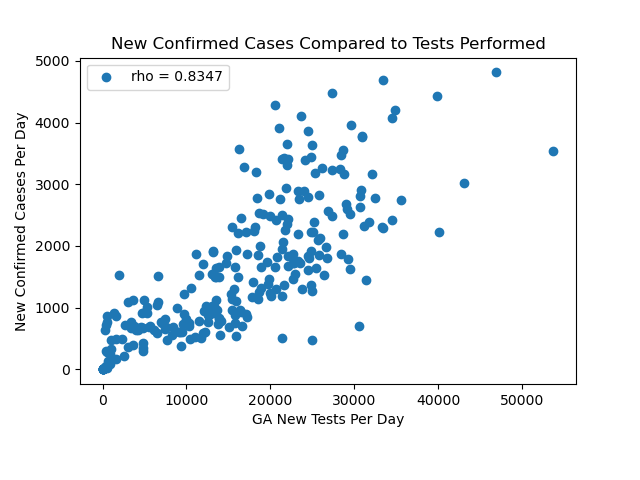 New Confirmed Cases Compared to Tests Performed
rho = 0.8347
5000
4000
3000
2000
1000
0
New Confirmed Caeses Per Day
0 10000 20000 30000 40000 50000
GA New Tests Per Day